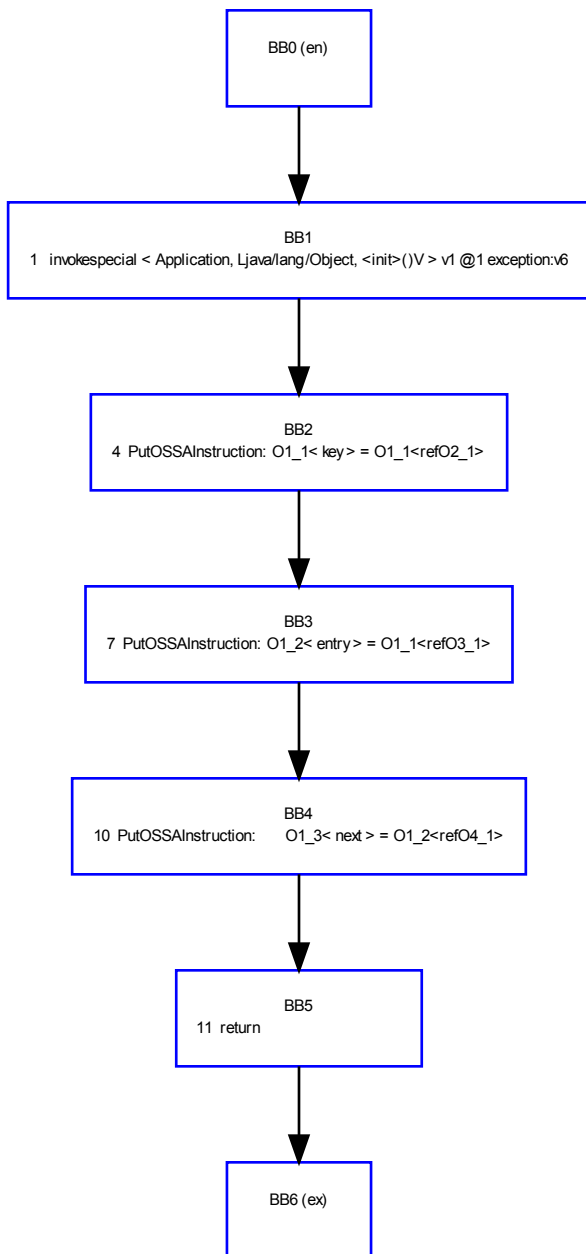 BB0 (en)
BB1
1 invokespecial < Application, Ljava/lang/Object, <init>()V > v1 @1 exception:v6
BB2
4 PutOSSAInstruction: O1_1< key> = O1_1<refO2_1>
BB3
7 PutOSSAInstruction: O1_2< entry> = O1_1<refO3_1>
BB4
10 PutOSSAInstruction: O1_3< next > = O1_2<refO4_1>
BB5
11 return
BB6 (ex)